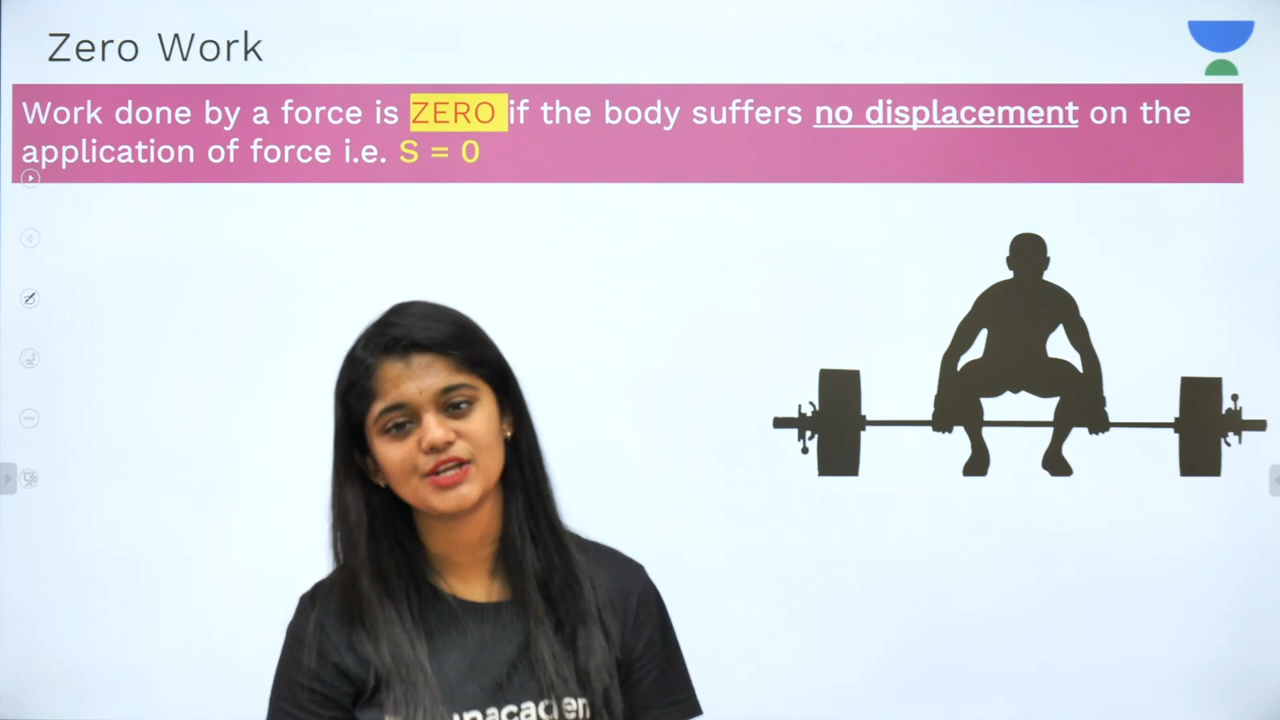 Zero Work
Work done by a force is ZERO if the body suffers no displacement on the
application of force i.e. S = 0